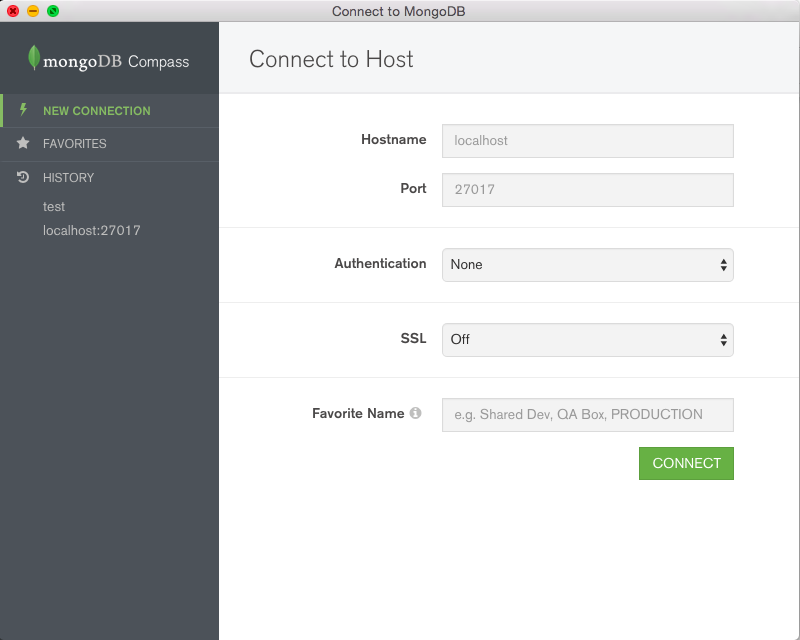 Connect to MongoDB
mongoDB Compass
NEW CONNECTION
FAVORITES
HISTORY
test
localhost:27017
Connect to Host
Hostname
localhost
Port
27017
Authentication
None
SSL
Off
Favorite Name
e.g. Shared Dev, QA Box, PRODUCTION
CONNECT